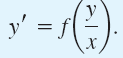 y' = f(y/x).